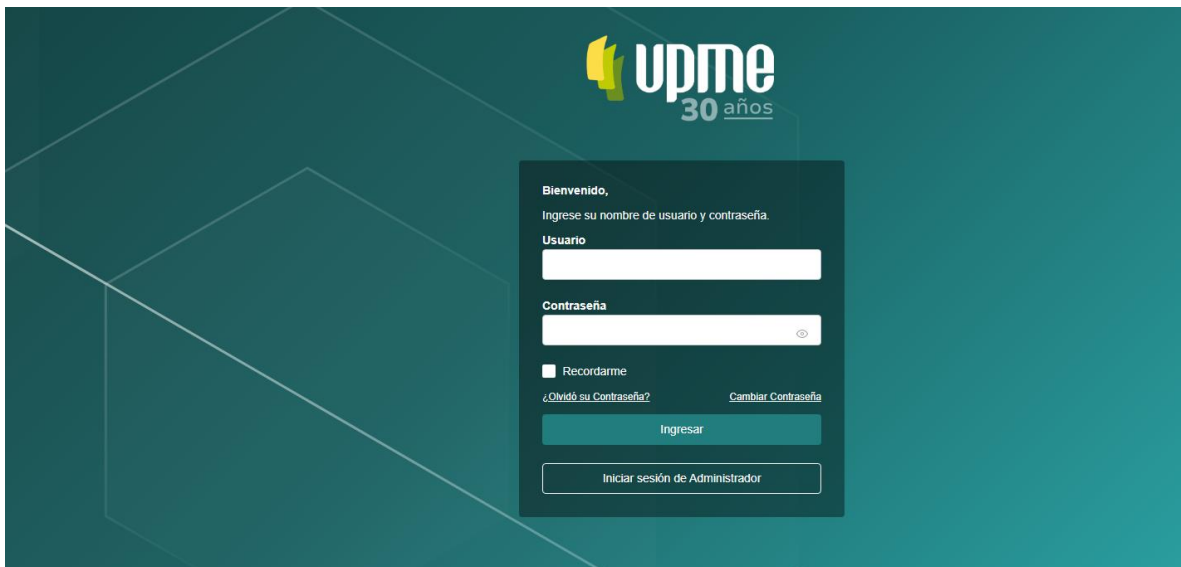 upme
30 años
Bienvenido,
Ingrese su nombre de usuario y contraseña.
Usuario
Contraseña
Recordarme
¿Olvidó su Contraseña? Cambiar Contraseña
Ingresar
Iniciar sesión de Administrador